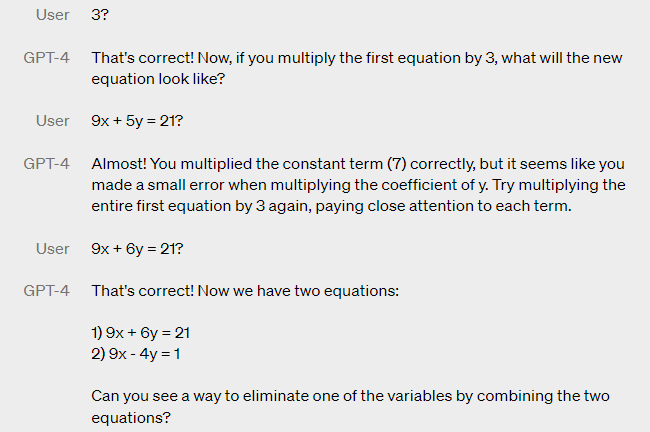 User 3?
GPT-4 That's correct! Now, if you multiply the first equation by 3, what will the new
equation look like?
User 9x + 5y = 21?
GPT-4 Almost! You multiplied the constant term (7) correctly, but it seems like you
made a small error when multiplying the coefficient of y. Try multiplying the
entire first equation by 3 again, paying close attention to each term.
User 9x + 6y = 21?
GPT-4 That's correct! Now we have two equations:
1) 9x + 6y = 21
2) 9x - 4y = 1
Can you see a way to eliminate one of the variables by combining the two
equations?